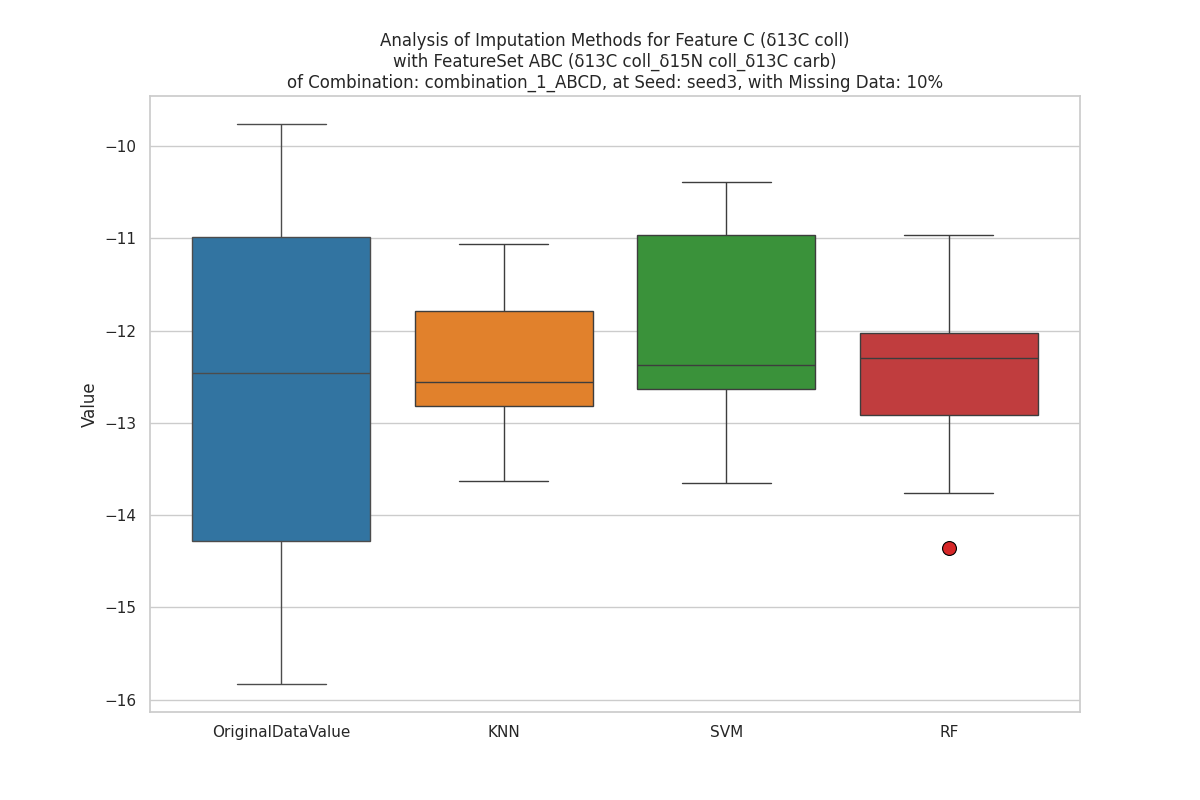 Analysis of Imputation Methods for Feature C (δ13C coll)
with FeatureSet ABC (δ13C coll_δ15N coll_δ13C carb)
of Combination: combination_1_ABCD, at Seed: seed3, with Missing Data: 10%
Value
−10
−11
−12
−13
−14
−15
−16
OriginalDataValue
KNN
SVM
RF